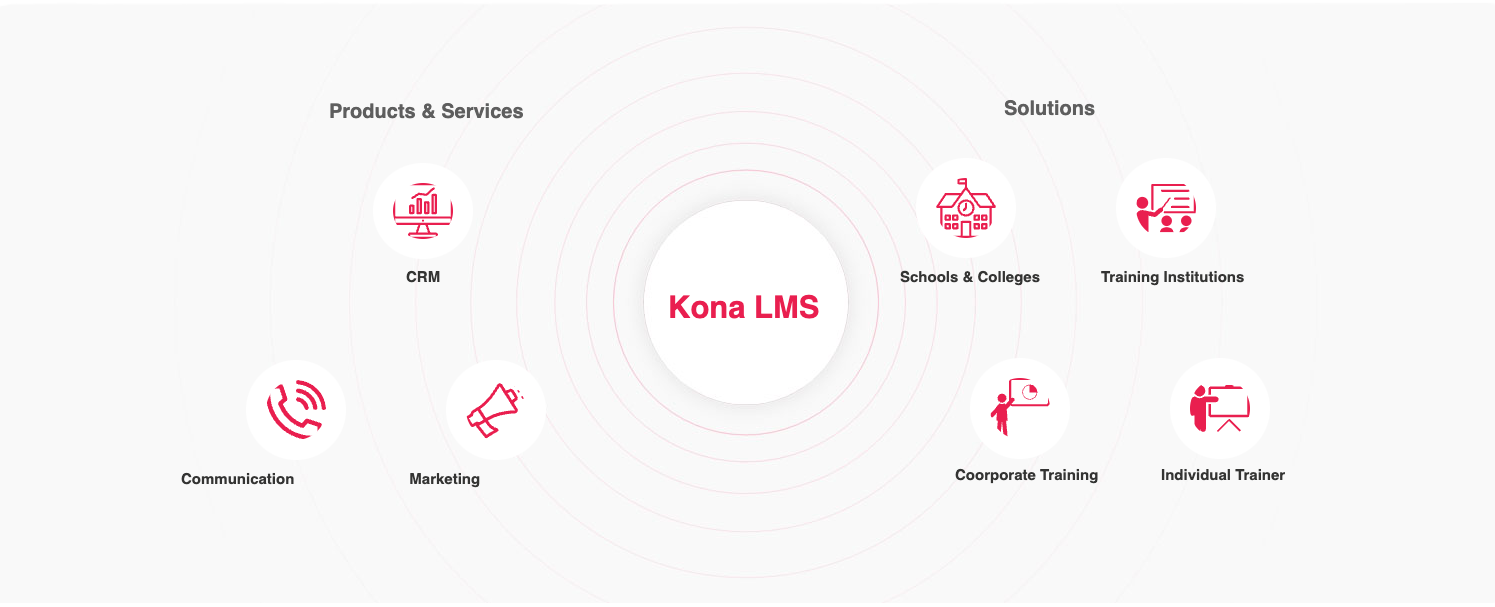 Products & Services
Solutions
CRM
Schools & Colleges
Training Institutions
Kona LMS
Communication
Marketing
Coorporate Training
Individual Trainer